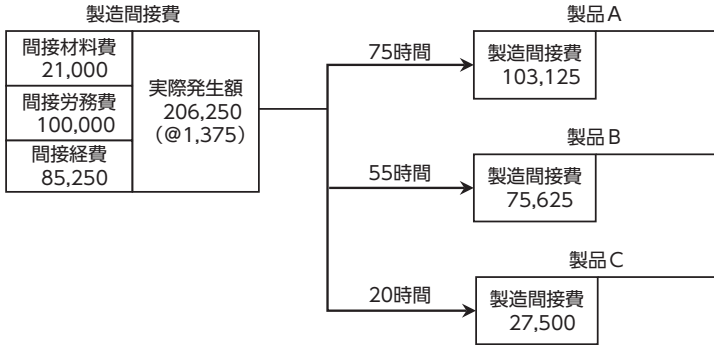 製造間接費
間接材料費
21,000
間接労務費
100,000
間接経費
85,250
実際発生額
206,250
（@1,375）
75時間
製品A
製造間接費
103,125
55時間
製品B
製造間接費
75,625
20時間
製品C
製造間接費
27,500